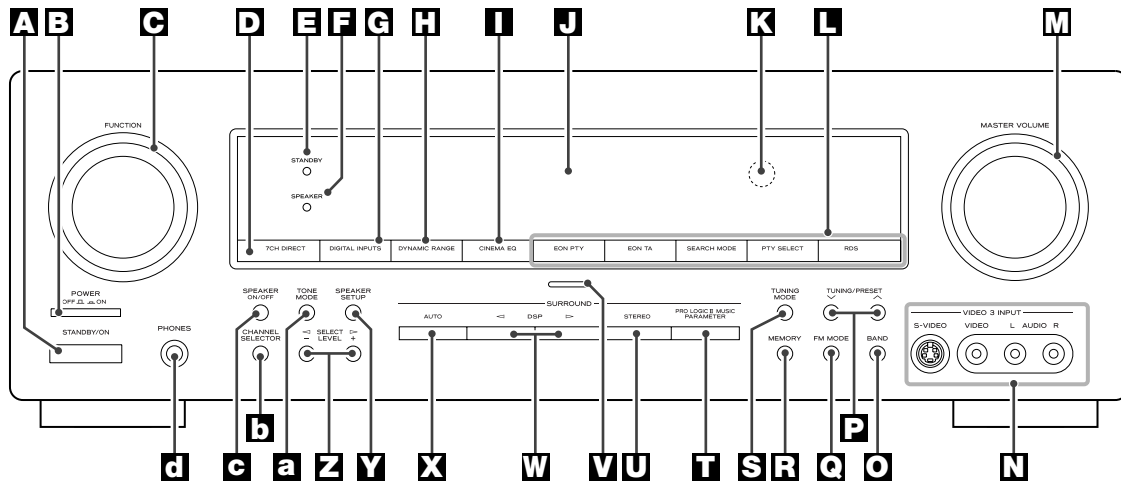 A B C D E F G H I J K L M
FUNCTION
MASTER VOLUME
STANDBY
SPEAKER
7CH DIRECT DIGITAL INPUTS DYNAMIC RANGE CINEMA EQ EON PTY EON TA SEARCH MODE PTY SELECT RDS
POWER
OFF ON
STANDBY/ON
PHONES
SPEAKER
ON/OFF
TONE
MODE
SPEAKER
SETUP
CHANNEL
SELECTOR
SELECT
LEVEL
− +
SURROUND
AUTO DSP STEREO PRO LOGIC II MUSIC
PARAMETER
TUNING
MODE
TUNING/PRESET
MEMORY FM MODE BAND
VIDEO 3 INPUT
S-VIDEO VIDEO L AUDIO R
d c b a Z Y X W V U T S R Q P O N